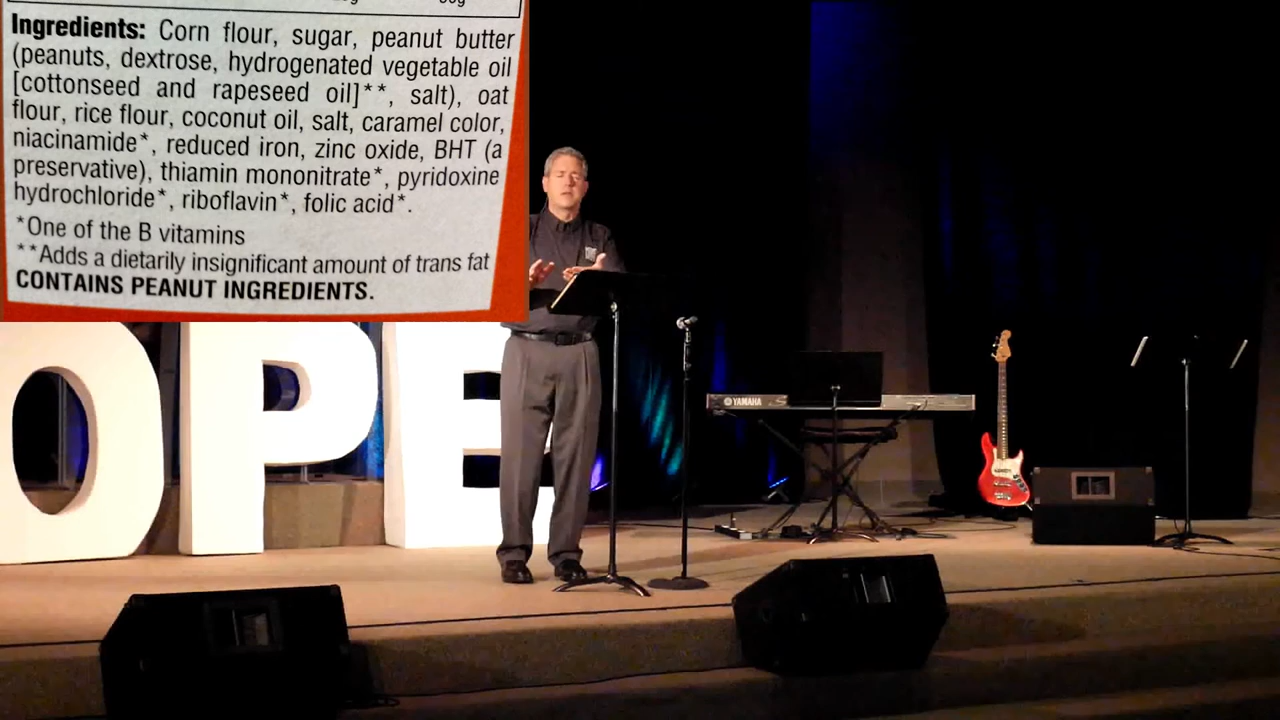 Ingredients: Corn flour, sugar, peanut butter
(peanuts, dextrose, hydrogenated vegetable oil
[cottonseed and rapeseed oil]**, salt), oat
flour, rice flour, coconut oil, salt, caramel color,
niacinamide*, reduced iron, zinc oxide, BHT (a
preservative), thiamin mononitrate*, pyridoxine
hydrochloride*, riboflavin*, folic acid*.
*One of the B vitamins
**Adds a dietarily insignificant amount of trans fat
CONTAINS PEANUT INGREDIENTS.
OPE
YAMAHA